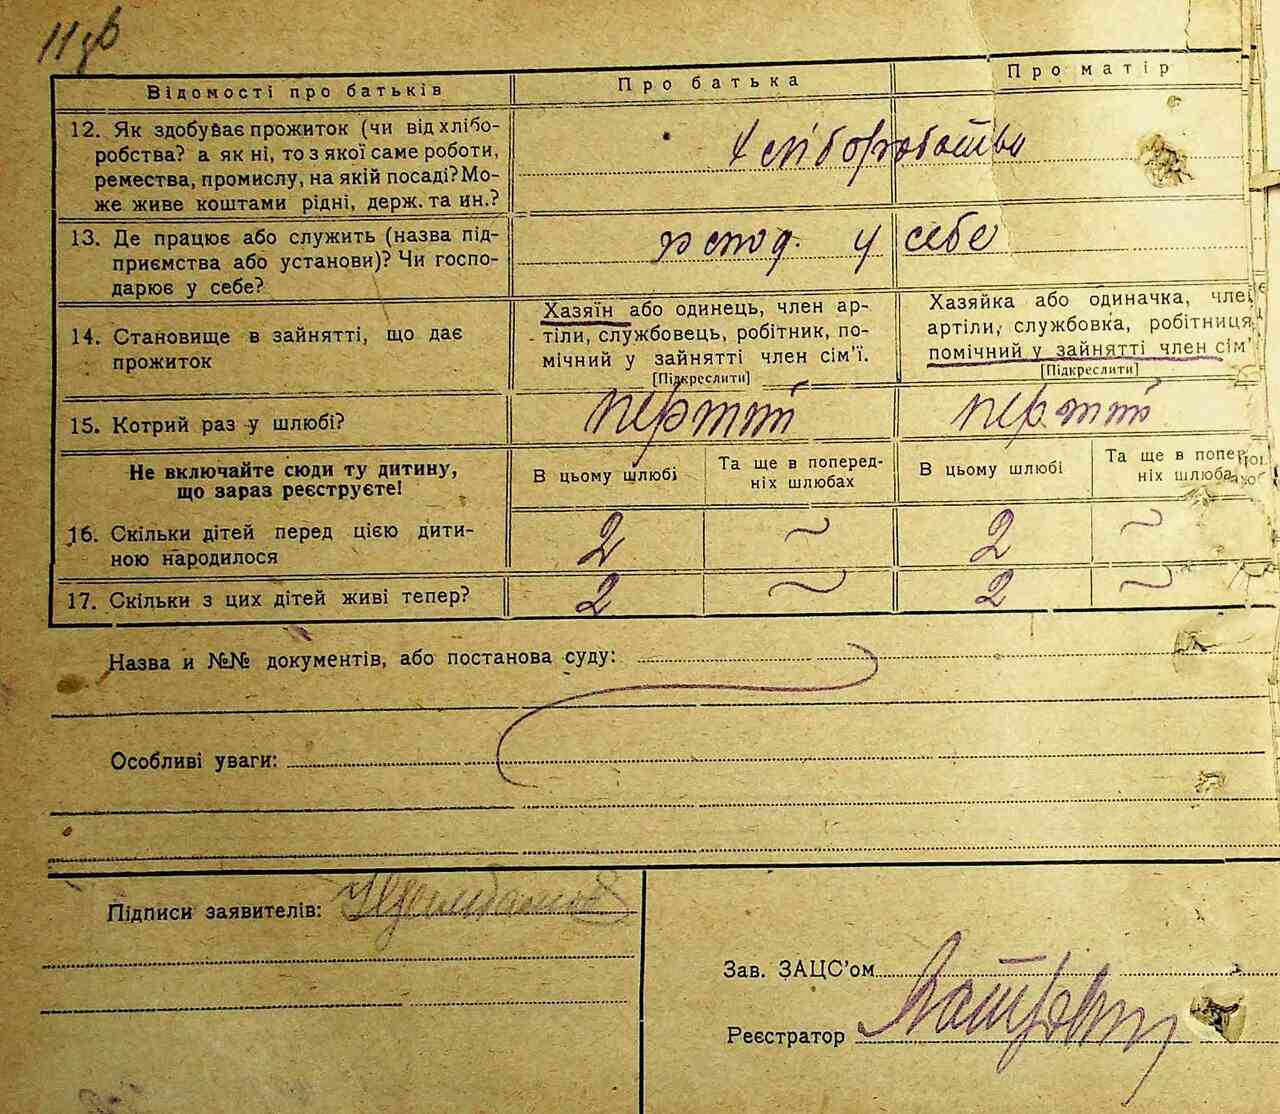 11 зв
Відомості про батьків Про батька Про матір
12. Як здобуває прожиток (чи від хлібо-
робства? а як ні, то з якої саме роботи,
ремества, промислу, на якій посаді? Мо-
же живе коштами рідні, держ. та ин.?
хліборобство
13. Де працює або служить (назва під-
приємства або установи)? Чи госпо-
дарює у себе?
господ. у себе
14. Становище в зайнятті, що дає
прожиток
Хазяїн або одинець, член ар-
тіли, службовець, робітник, по-
мічний у зайнятті член сім'ї.
[Підкреслити]
Хазяйка або одиначка, член
артіли, службовка, робітниця,
помічний у зайнятті член сім'
[Підкреслити]
15. Котрий раз у шлюбі? перший перший
Не включайте сюди ту дитину,
що зараз реєструєте!
В цьому шлюбі
Та ще в поперед-
ніх шлюбах
В цьому шлюбі
Та ще в попер
ніх шлюба
16. Скільки дітей перед цією дити-
ною народилося
2 ~ 2 ~
17. Скільки з цих дітей живі тепер? 2 ~ 2 ~
Назва и №№ документів, або постанова суду:
Особливі уваги:
Підписи заявителів:
Зав. ЗАЦС'ом
Реєстратор